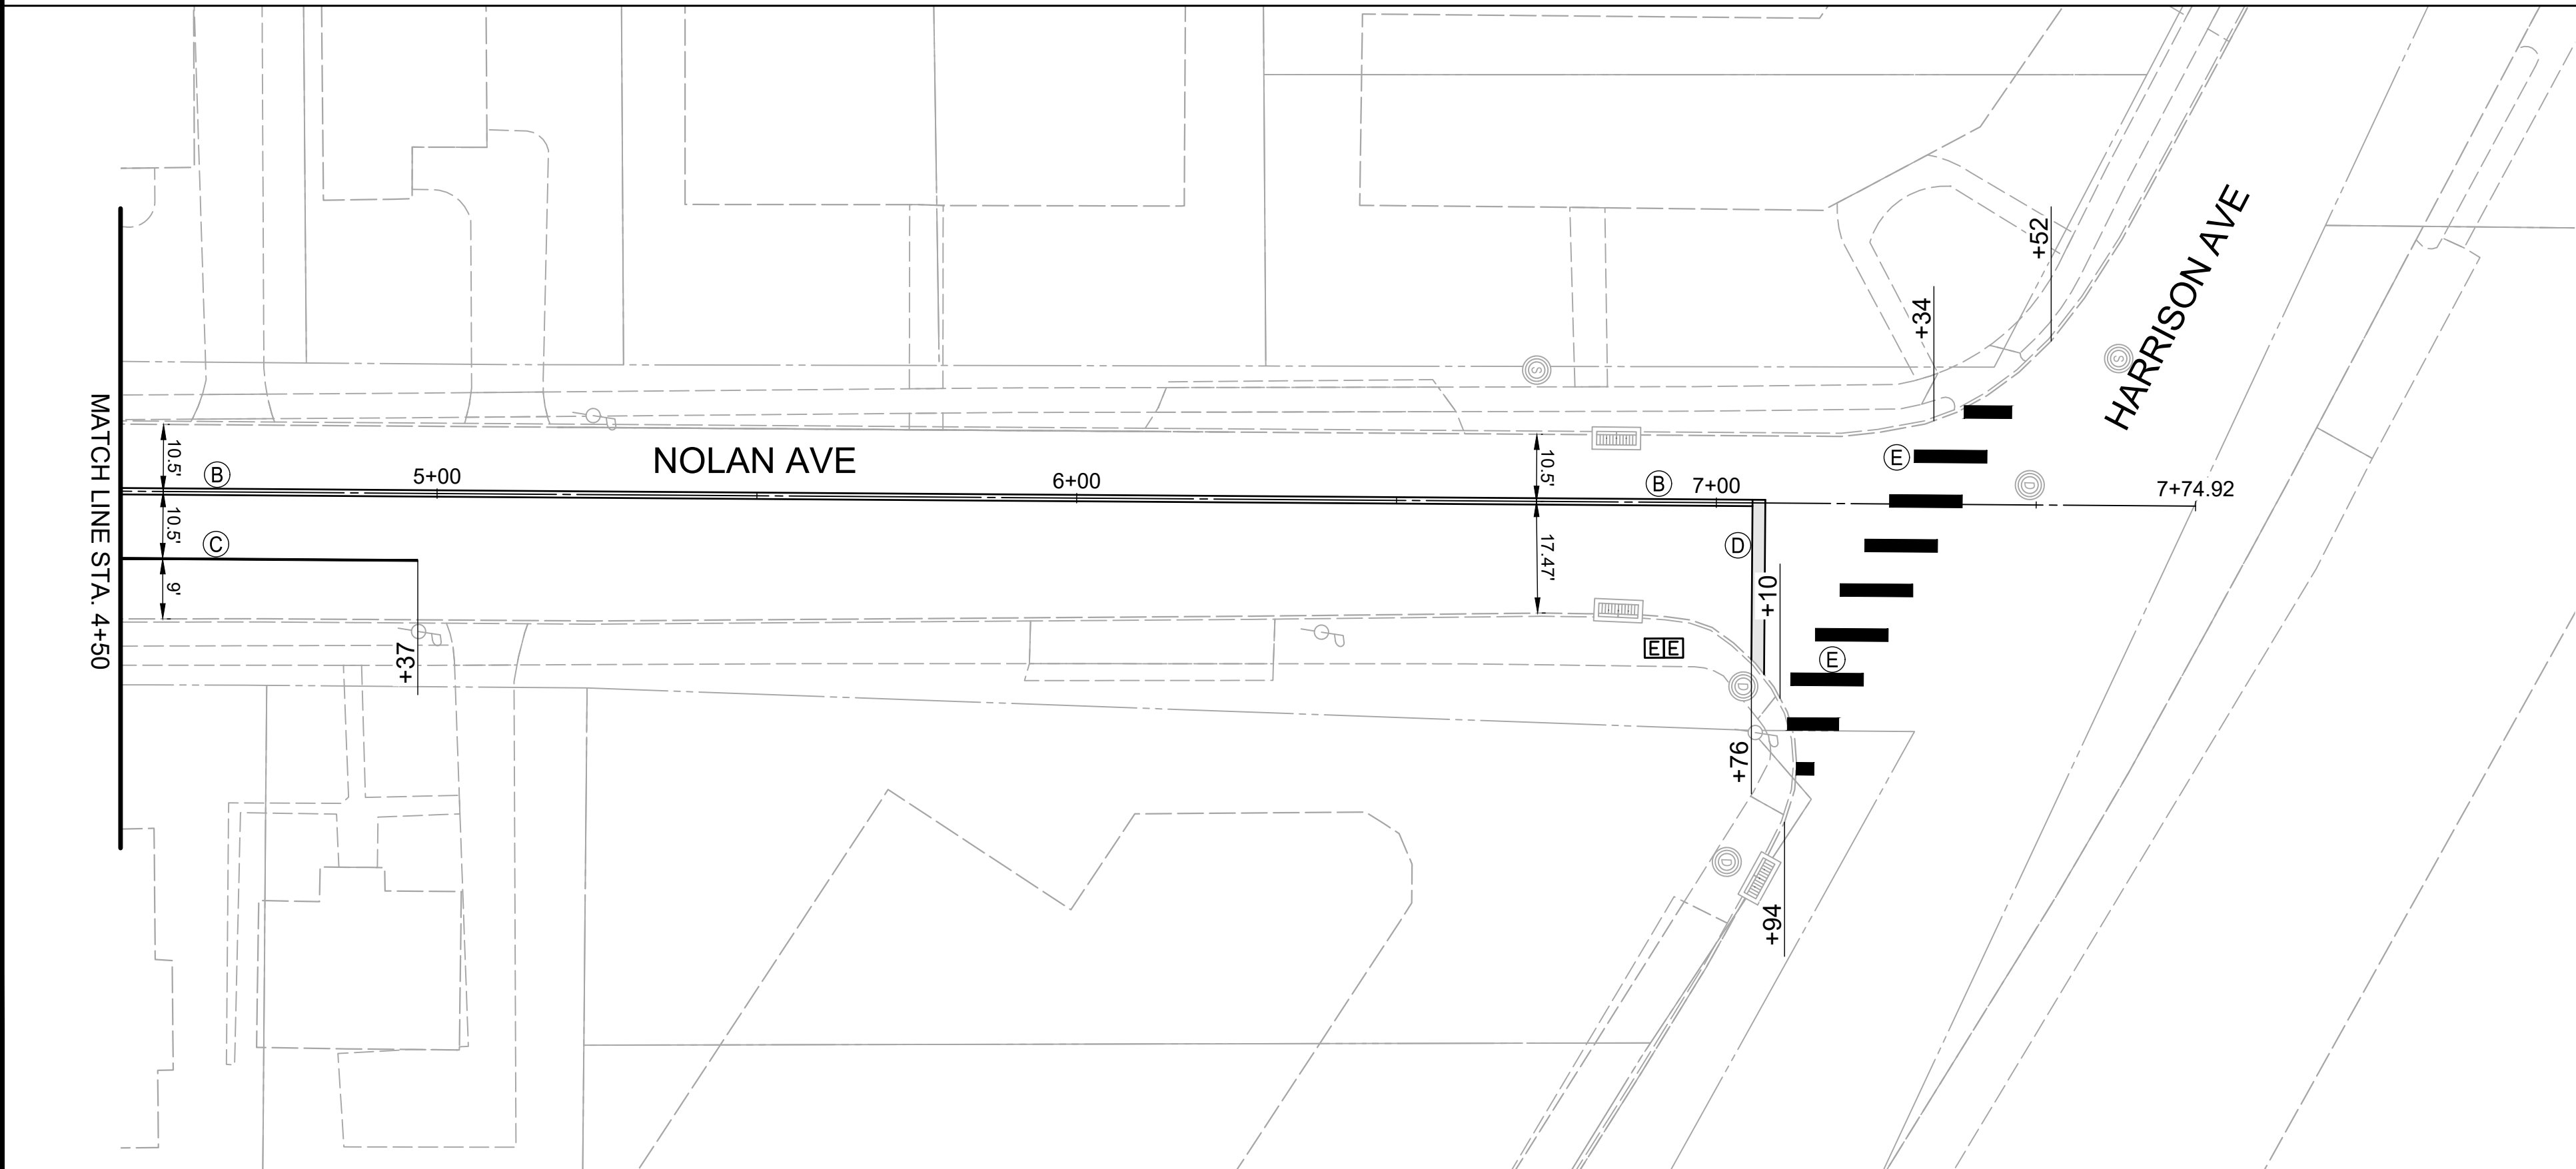 +52
+34
HARRISON AVE
S
S
MATCH LINE STA. 4+50
10.5'
B
5+00
NOLAN AVE
6+00
10.5'
B
7+00
E
D
7+74.92
10.5'
C
9'
17.47'
D
+10
+37
E E
E
D
+76
D
+94